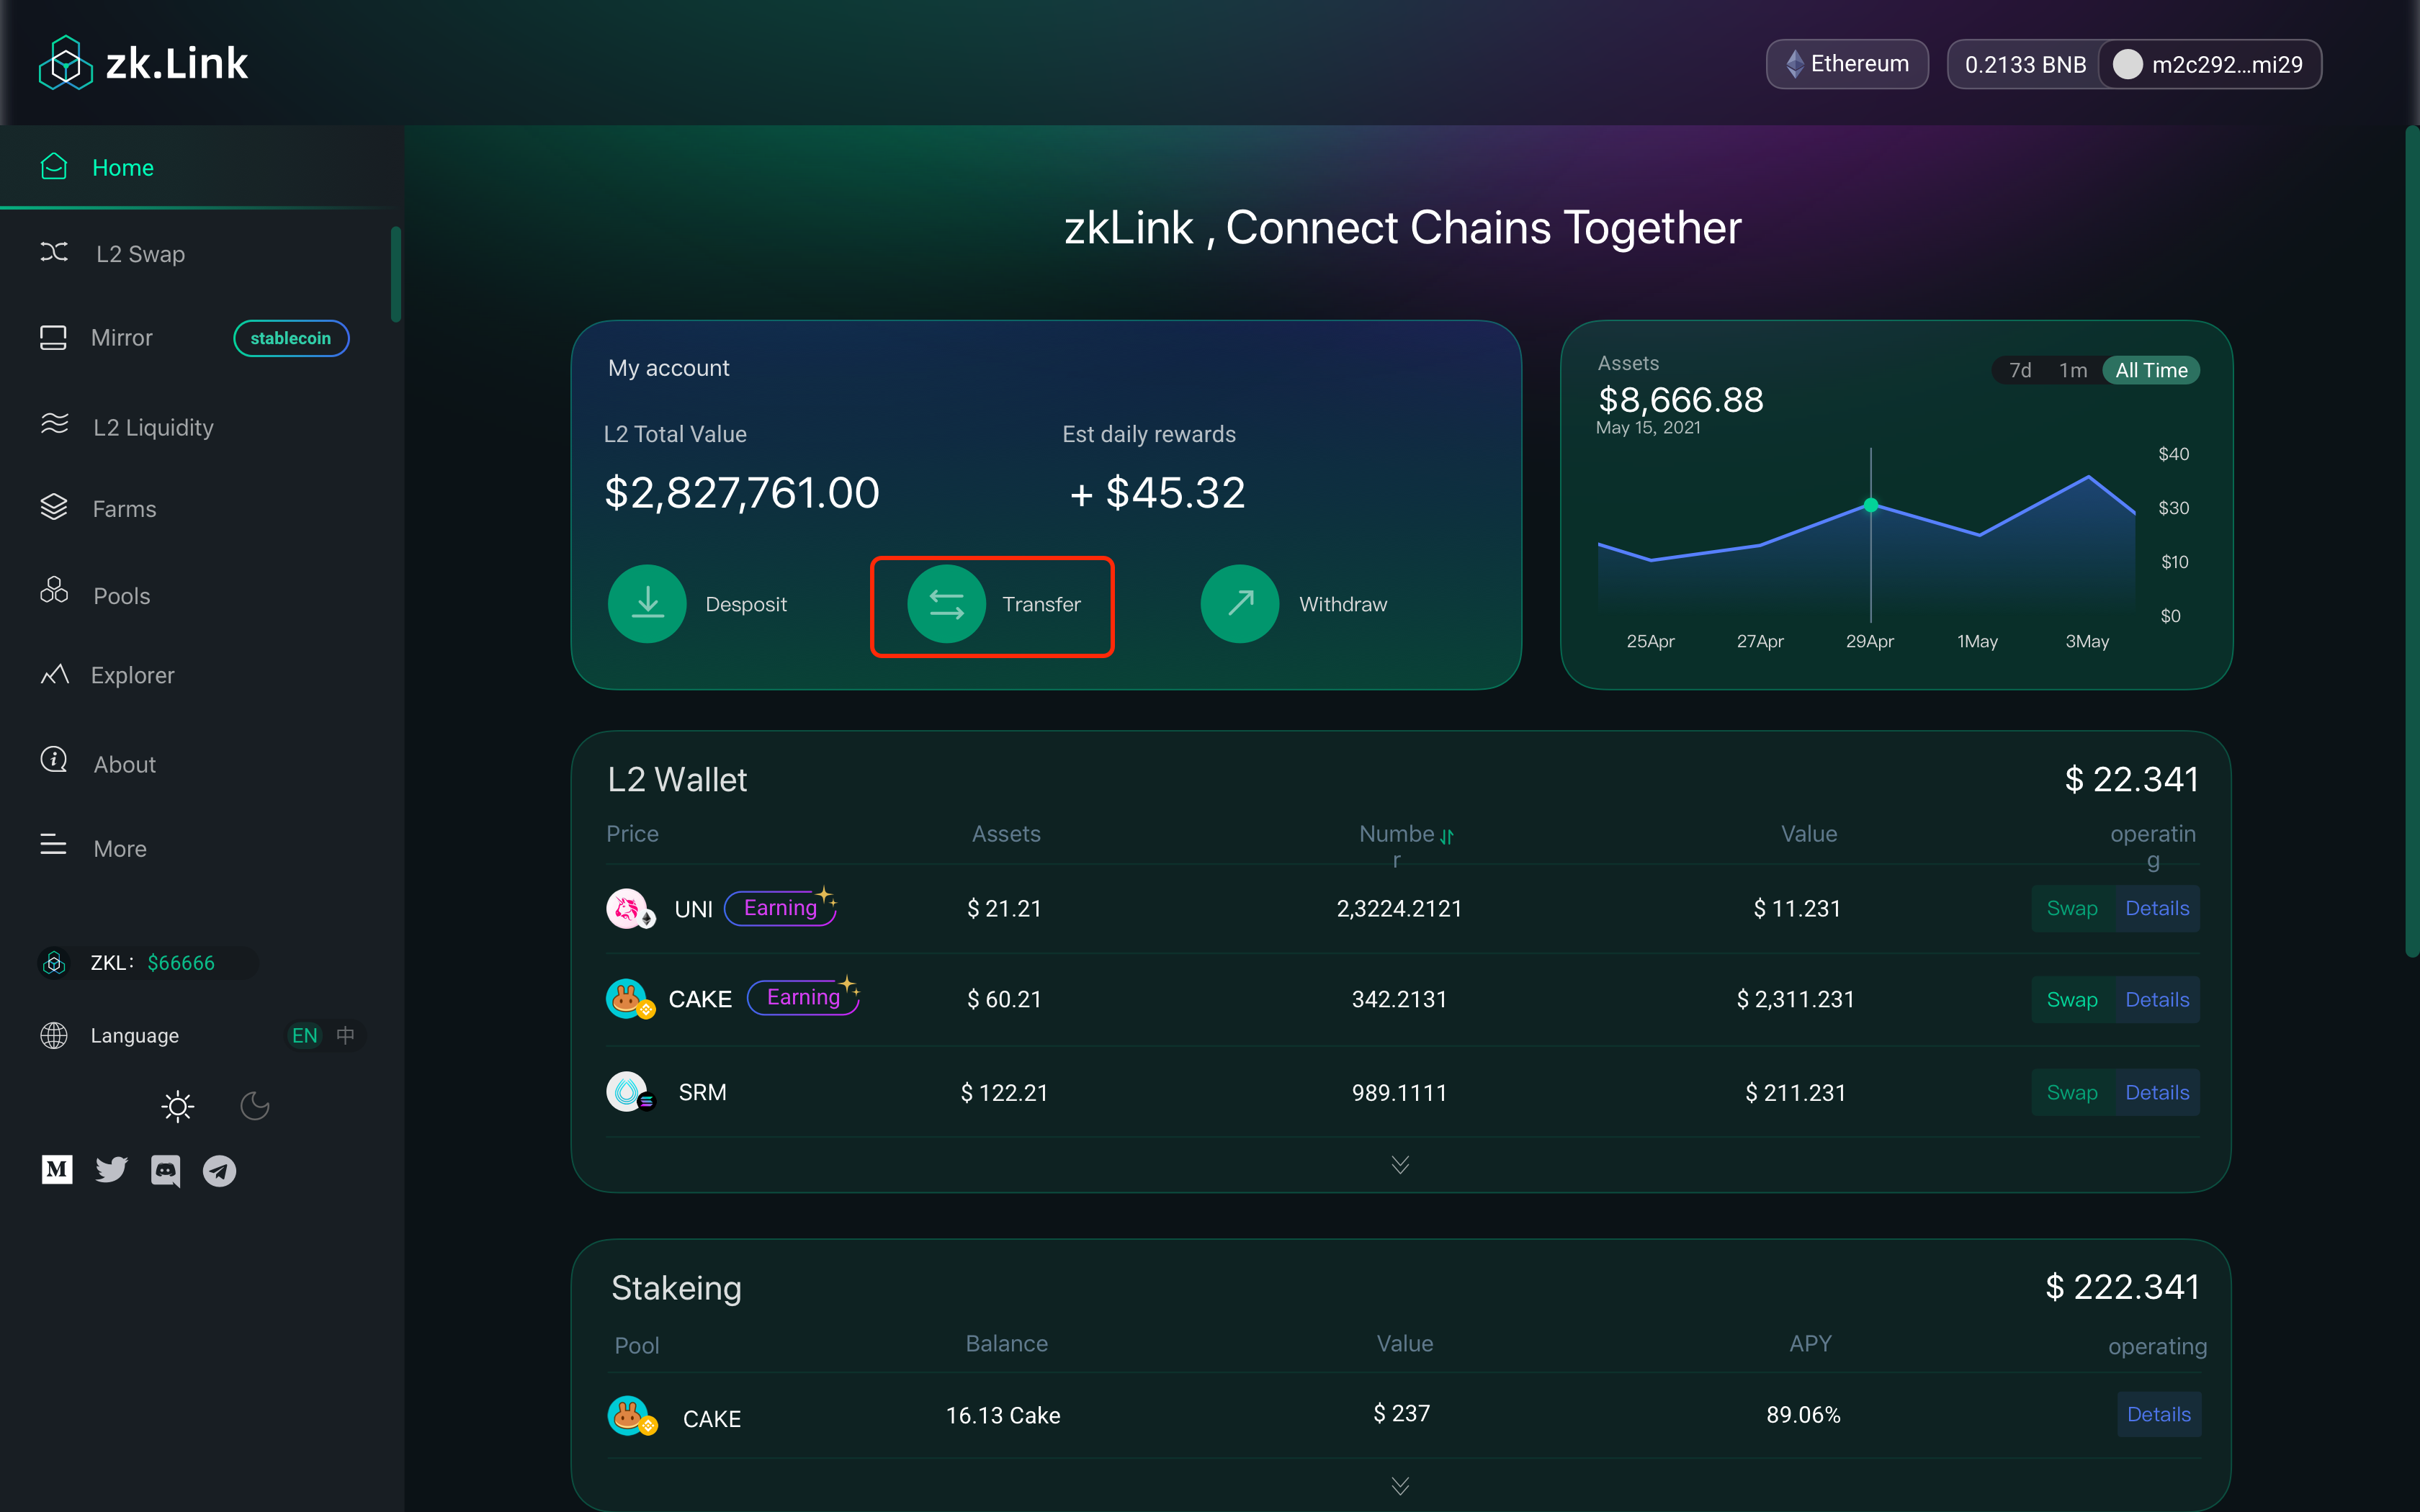 zk.Link
Ethereum
0.2133 BNB
m2c292...mi29
Home
L2 Swap
Mirror
stablecoin
L2 Liquidity
Farms
Pools
Explorer
About
More
ZKL: $66666
Language
EN 中
M
zkLink , Connect Chains Together
My account
L2 Total Value
Est daily rewards
$2,827,761.00
+ $45.32
Desposit
Transfer
Withdraw
Assets
7d 1m All Time
$8,666.88
May 15, 2021
$40
$30
$10
$0
25Apr 27Apr 29Apr 1May 3May
L2 Wallet
$ 22.341
Price Assets Numbe Value operatin
r g
UNI Earning $ 21.21 2,3224.2121 $ 11.231 Swap Details
CAKE Earning $ 60.21 342.2131 $ 2,311.231 Swap Details
SRM $ 122.21 989.1111 $ 211.231 Swap Details
Stakeing
$ 222.341
Pool Balance Value APY operating
CAKE 16.13 Cake $ 237 89.06% Details